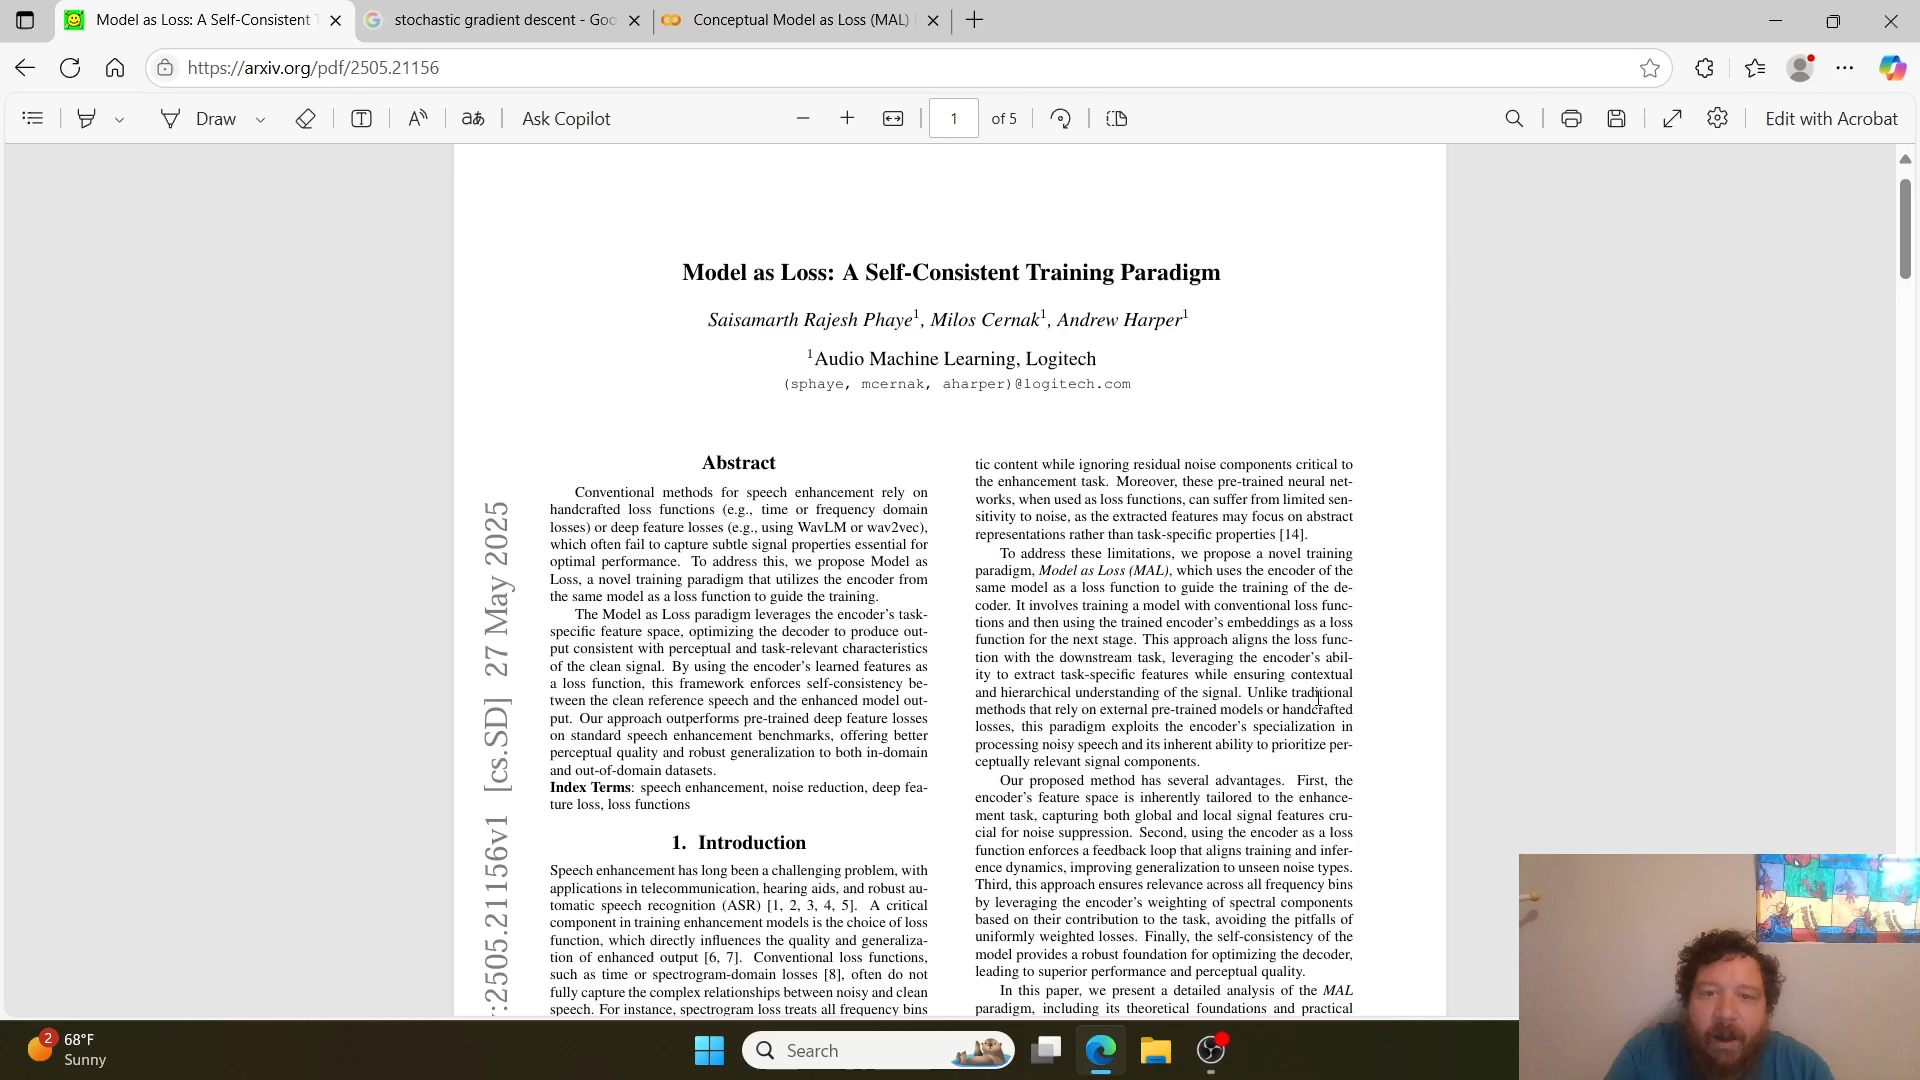 Model as Loss: A Self-Consistent T
stochastic gradient descent - Goo
Conceptual Model as Loss (MAL)
https://arxiv.org/pdf/2505.21156
Draw
Ask Copilot
1 of 5
Edit with Acrobat
Model as Loss: A Self-Consistent Training Paradigm
Saisamarth Rajesh Phaye1, Milos Cernak1, Andrew Harper1
1Audio Machine Learning, Logitech
(sphaye, mcernak, aharper)@logitech.com
Abstract
Conventional methods for speech enhancement rely on
handcrafted loss functions (e.g., time or frequency domain
losses) or deep feature losses (e.g., using WavLM or wav2vec),
which often fail to capture subtle signal properties essential for
optimal performance. To address this, we propose Model as
Loss, a novel training paradigm that utilizes the encoder from
the same model as a loss function to guide the training.
The Model as Loss paradigm leverages the encoder's task-
specific feature space, optimizing the decoder to produce out-
put consistent with perceptual and task-relevant characteristics
of the clean signal. By using the encoder's learned features as
a loss function, this framework enforces self-consistency be-
tween the clean reference speech and the enhanced model out-
put. Our approach outperforms pre-trained deep feature losses
on standard speech enhancement benchmarks, offering better
perceptual quality and robust generalization to both in-domain
and out-of-domain datasets.
Index Terms: speech enhancement, noise reduction, deep fea-
ture loss, loss functions
1. Introduction
Speech enhancement has long been a challenging problem, with
applications in telecommunication, hearing aids, and robust au-
tomatic speech recognition (ASR) [1, 2, 3, 4, 5]. A critical
component in training enhancement models is the choice of loss
function, which directly influences the quality and generaliza-
tion of enhanced output [6, 7]. Conventional loss functions,
such as time or spectrogram-domain losses [8], often do not
fully capture the complex relationships between noisy and clean
speech. For instance, spectrogram loss treats all frequency bins
tic content while ignoring residual noise components critical to
the enhancement task. Moreover, these pre-trained neural net-
works, when used as loss functions, can suffer from limited sen-
sitivity to noise, as the extracted features may focus on abstract
representations rather than task-specific properties [14].
To address these limitations, we propose a novel training
paradigm, Model as Loss (MAL), which uses the encoder of the
same model as a loss function to guide the training of the de-
coder. It involves training a model with conventional loss func-
tions and then using the trained encoder's embeddings as a loss
function for the next stage. This approach aligns the loss func-
tion with the downstream task, leveraging the encoder's abil-
ity to extract task-specific features while ensuring contextual
and hierarchical understanding of the signal. Unlike traditional
methods that rely on external pre-trained models or handcrafted
losses, this paradigm exploits the encoder's specialization in
processing noisy speech and its inherent ability to prioritize per-
ceptually relevant signal components.
Our proposed method has several advantages. First, the
encoder's feature space is inherently tailored to the enhance-
ment task, capturing both global and local signal features cru-
cial for noise suppression. Second, using the encoder as a loss
function enforces a feedback loop that aligns training and infer-
ence dynamics, improving generalization to unseen noise types.
Third, this approach ensures relevance across all frequency bins
by leveraging the encoder's weighting of spectral components
based on their contribution to the task, avoiding the pitfalls of
uniformly weighted losses. Finally, the self-consistency of the
model provides a robust foundation for optimizing the decoder,
leading to superior performance and perceptual quality.
In this paper, we present a detailed analysis of the MAL
paradigm, including its theoretical foundations and practical
:2505.21156v1 [cs.SD] 27 May 2025
2
68°F
Sunny
Search